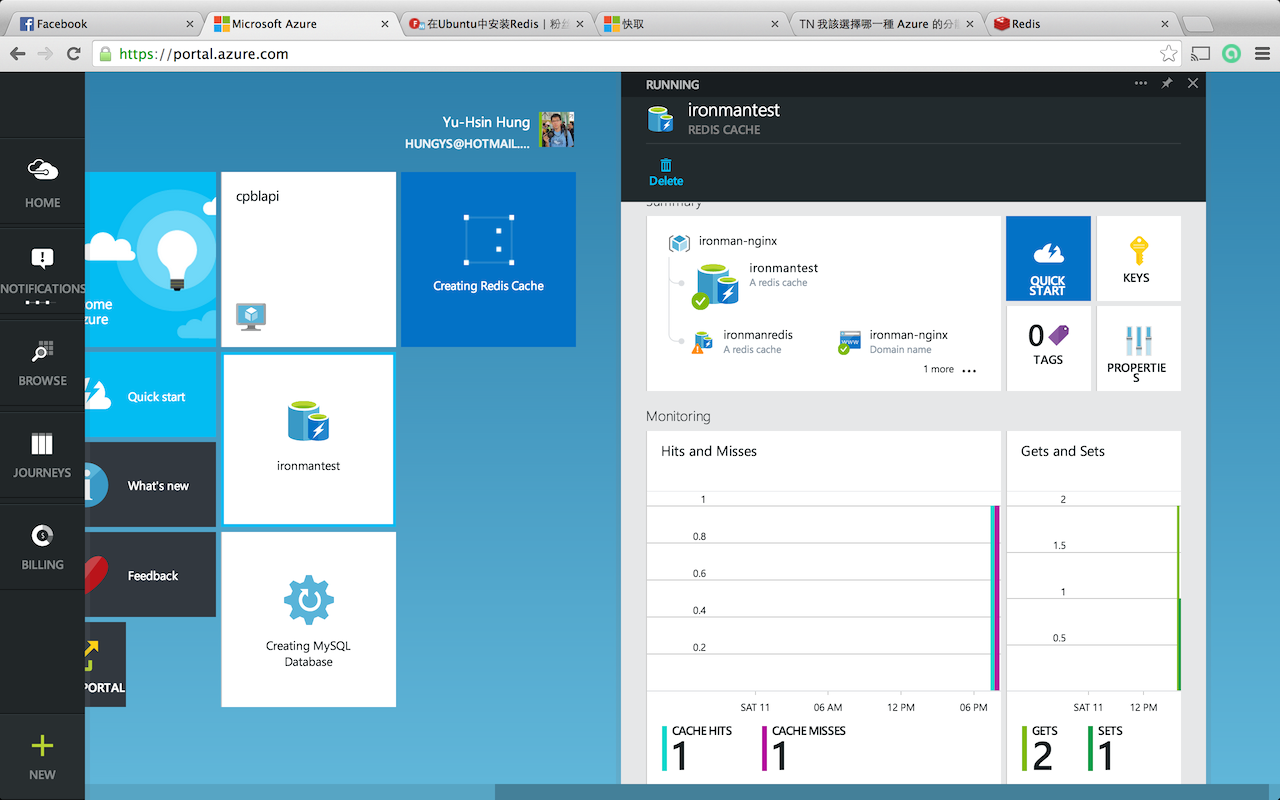 Facebook
Microsoft Azure
在Ubuntu中安裝Redis | 粉
快取
TN 我該選擇哪一種 Azure 的分
Redis
https://portal.azure.com
HOME
NOTIFICATIONS
BROWSE
JOURNEYS
BILLING
NEW
Yu-Hsin Hung
HUNGYS@HOTMAIL....
ome
zure
Quick start
What's new
Feedback
PORTAL
cpblapi
Creating Redis Cache
ironmantest
Creating MySQL
Database
RUNNING
ironmantest
REDIS CACHE
Delete
Summary
ironman-nginx
ironmantest
A redis cache
ironmanredis
A redis cache
ironman-nginx
Domain name
1 more ...
QUICK
START
KEYS
0
TAGS
PROPERTIE
S
Monitoring
Hits and Misses
1
0.8
0.6
0.4
0.2
SAT 11 06 AM 12 PM 06 PM
CACHE HITS
1
CACHE MISSES
1
Gets and Sets
2
1.5
1
0.5
SAT 11 12 PM
GETS
2
SETS
1